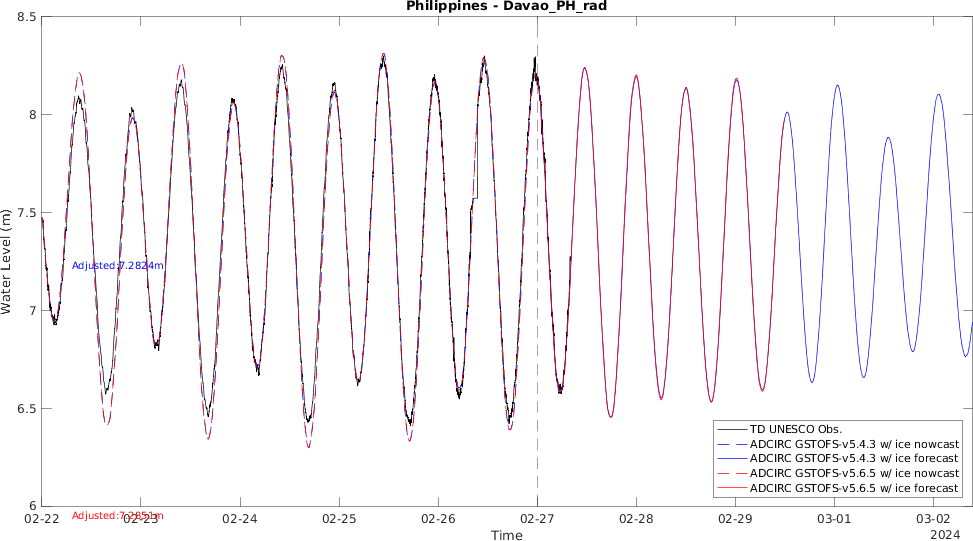 Philippines - Davao_PH_rad
8.5
8
7.5
7
6.5
6
Water Level (m)
Adjusted:7.2824m
Adjusted:7.2851m
TD UNESCO Obs.
ADCIRC GSTOFS-v5.4.3 w/ ice nowcast
ADCIRC GSTOFS-v5.4.3 w/ ice forecast
ADCIRC GSTOFS-v5.6.5 w/ ice nowcast
ADCIRC GSTOFS-v5.6.5 w/ ice forecast
02-22 02-23 02-24 02-25 02-26 02-27 02-28 02-29 03-01 03-02
Time
2024